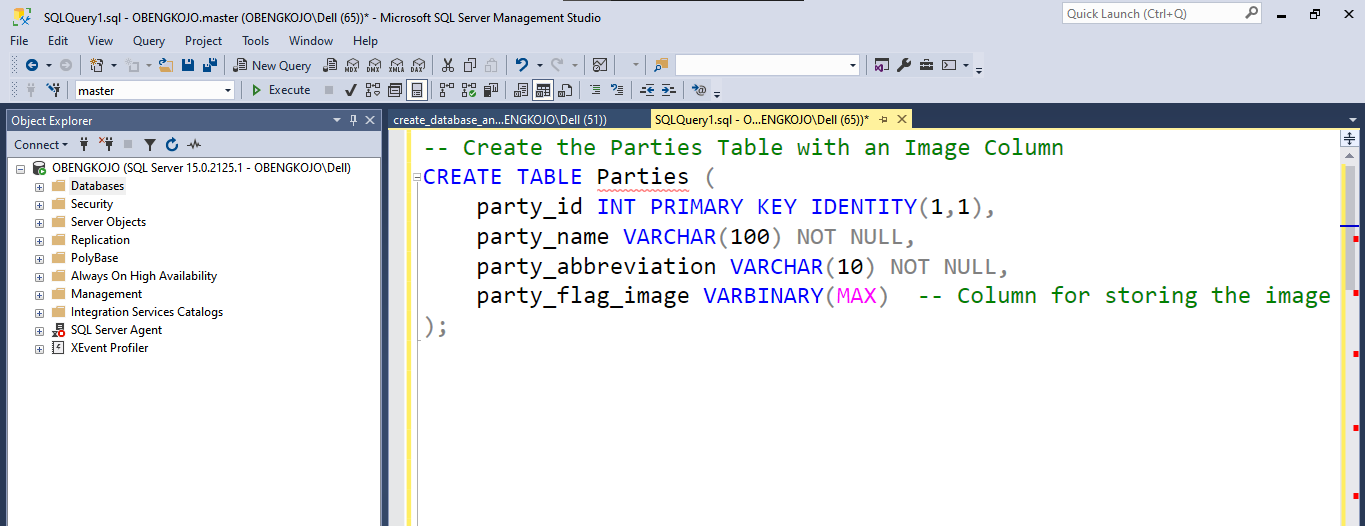 SQLQuery1.sql - OBENGKOJO.master (OBENGKOJO\Dell (65))* - Microsoft SQL Server Management Studio
Quick Launch (Ctrl+Q)
File Edit View Query Project Tools Window Help
New Query MDX DMX XMLA DAX
master Execute
Object Explorer
create_database_an...ENGKOJO\Dell (51))
SQLQuery1.sql - O...ENGKOJO\Dell (65))*
Connect
OBENGKOJO (SQL Server 15.0.2125.1 - OBENGKOJO\Dell)
Databases
Security
Server Objects
Replication
PolyBase
Always On High Availability
Management
Integration Services Catalogs
SQL Server Agent
XEvent Profiler
-- Create the Parties Table with an Image Column
CREATE TABLE Parties (
    party_id INT PRIMARY KEY IDENTITY(1,1),
    party_name VARCHAR(100) NOT NULL,
    party_abbreviation VARCHAR(10) NOT NULL,
    party_flag_image VARBINARY(MAX)  -- Column for storing the image
);